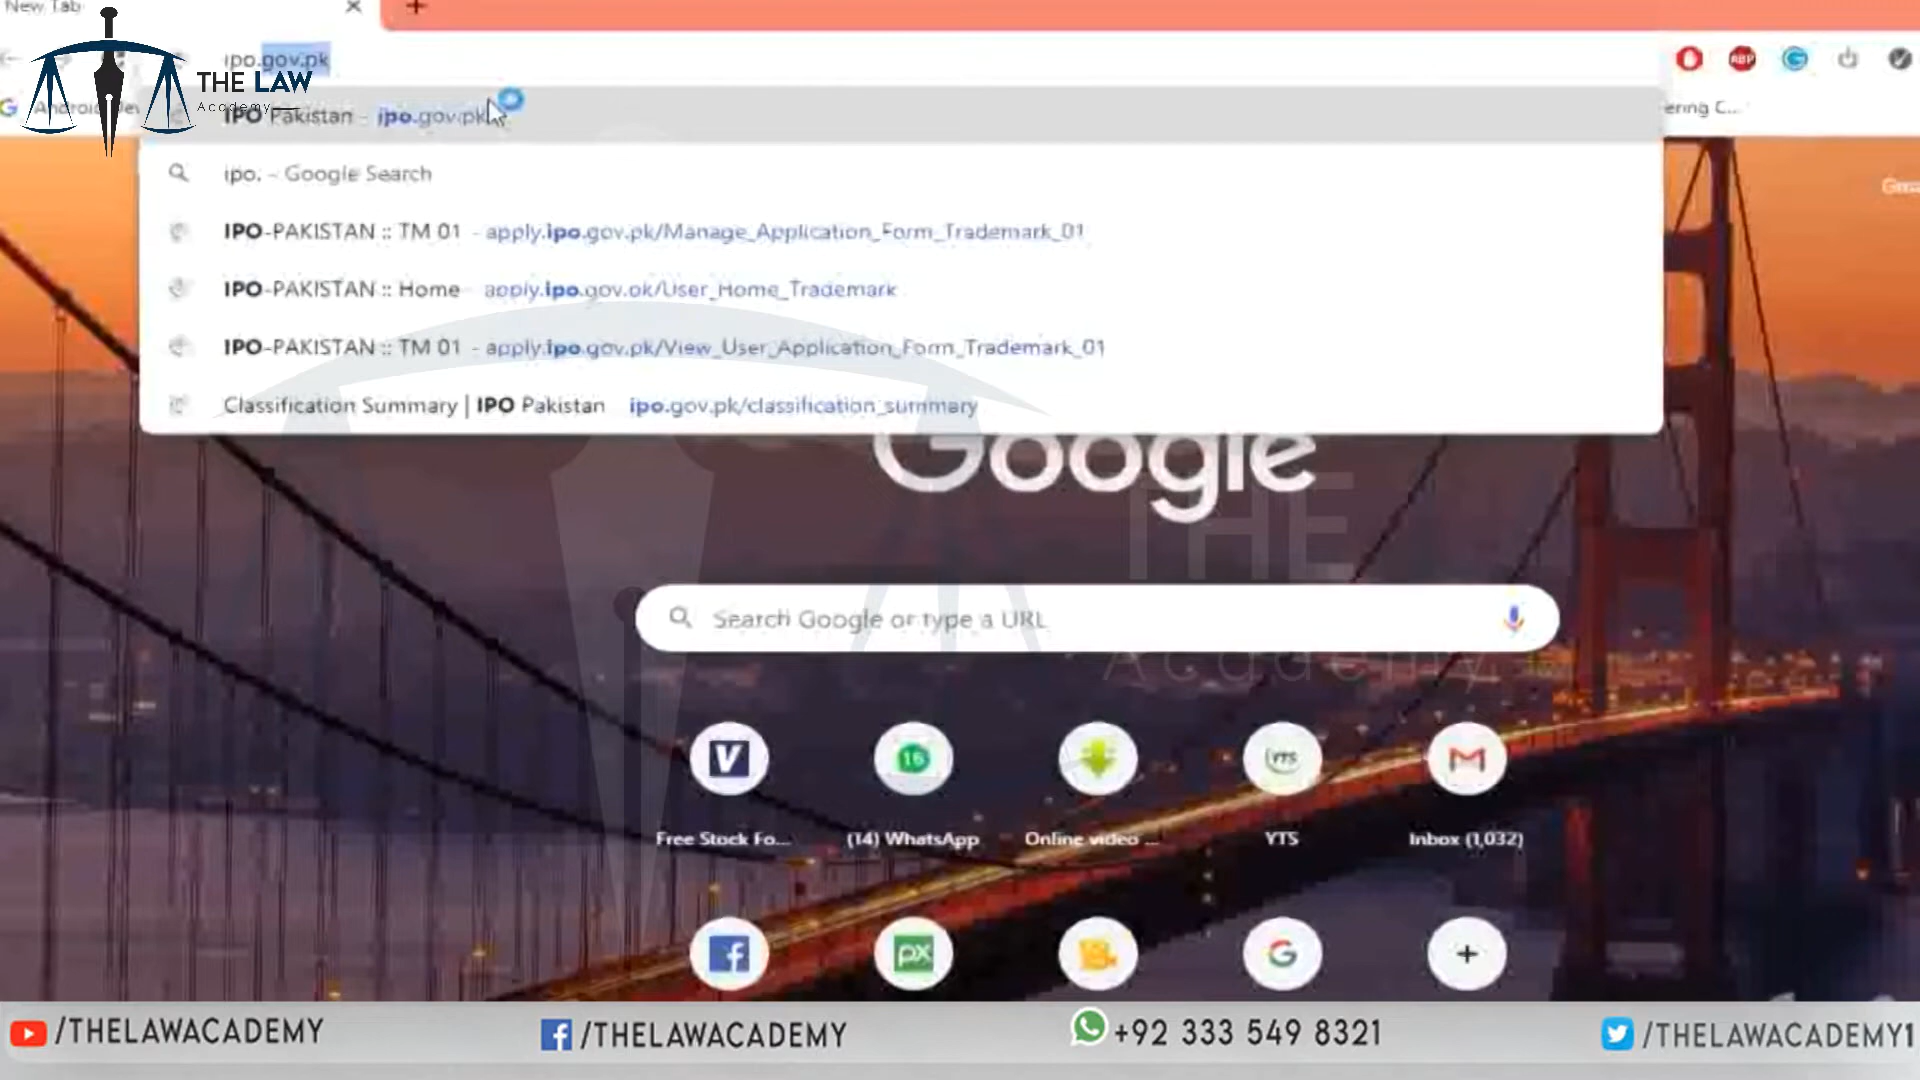 New Tab
ipo.gov.pk
THE LAW
Academy
IPO Pakistan - ipo.gov.pk
ering C...
ipo. - Google Search
IPO-PAKISTAN :: TM 01 - apply.ipo.gov.pk/Manage_Application_Form_Trademark_01
IPO-PAKISTAN :: Home - apply.ipo.gov.pk/User_Home_Trademark
IPO-PAKISTAN :: TM 01 - apply.ipo.gov.pk/View_User_Application_Form_Trademark_01
Classification Summary | IPO Pakistan ipo.gov.pk/classification_summary
Google
THE
Search Google or type a URL
Academy
Free Stock Fo...
(14) WhatsApp
Online video ...
YTS
Inbox (1,032)
/THELAWACADEMY
/THELAWACADEMY
+92 333 549 8321
/THELAWACADEMY1